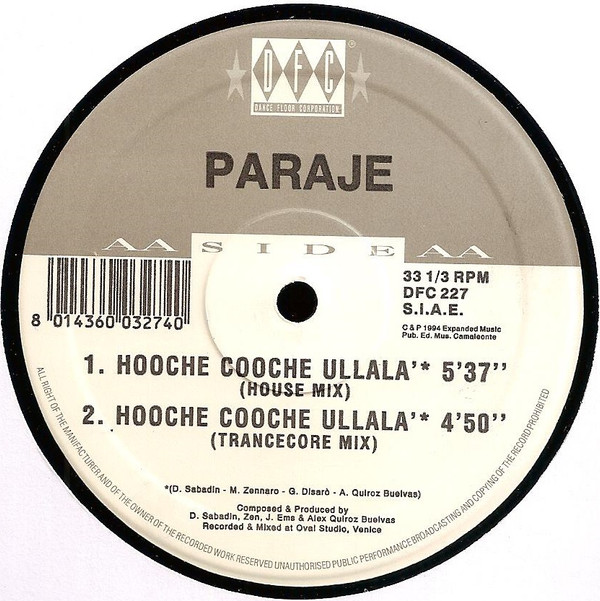 DFC
®
DANCE FLOOR CORPORATION
PARAJE
AA SIDE AA
33 1/3 RPM
DFC 227
S.I.A.E.
8 014360 032740
C & P 1994 Expanded Music
Pub. Ed. Mus. Camaleonte
1. HOOCHE COOCHE ULLALA'* 5'37''
(HOUSE MIX)
2. HOOCHE COOCHE ULLALA'* 4'50''
(TRANCECORE MIX)
*(D. Sabadin - M. Zennaro - G. Disarò - A. Quiroz Buelvas)
Composed & Produced by
D. Sabadin, Zen, J. Ems & Alex Quiroz Buelvas
Recorded & Mixed at Oval Studio, Venice
ALL RIGHT OF THE MANIFACTURER AND OF THE OWNER OF THE RECORDED WORK RESERVED UNAUTHORISED PUBLIC PERFORMANCE BROADCASTING AND COPYING OF THE RECORD PROHIBITED